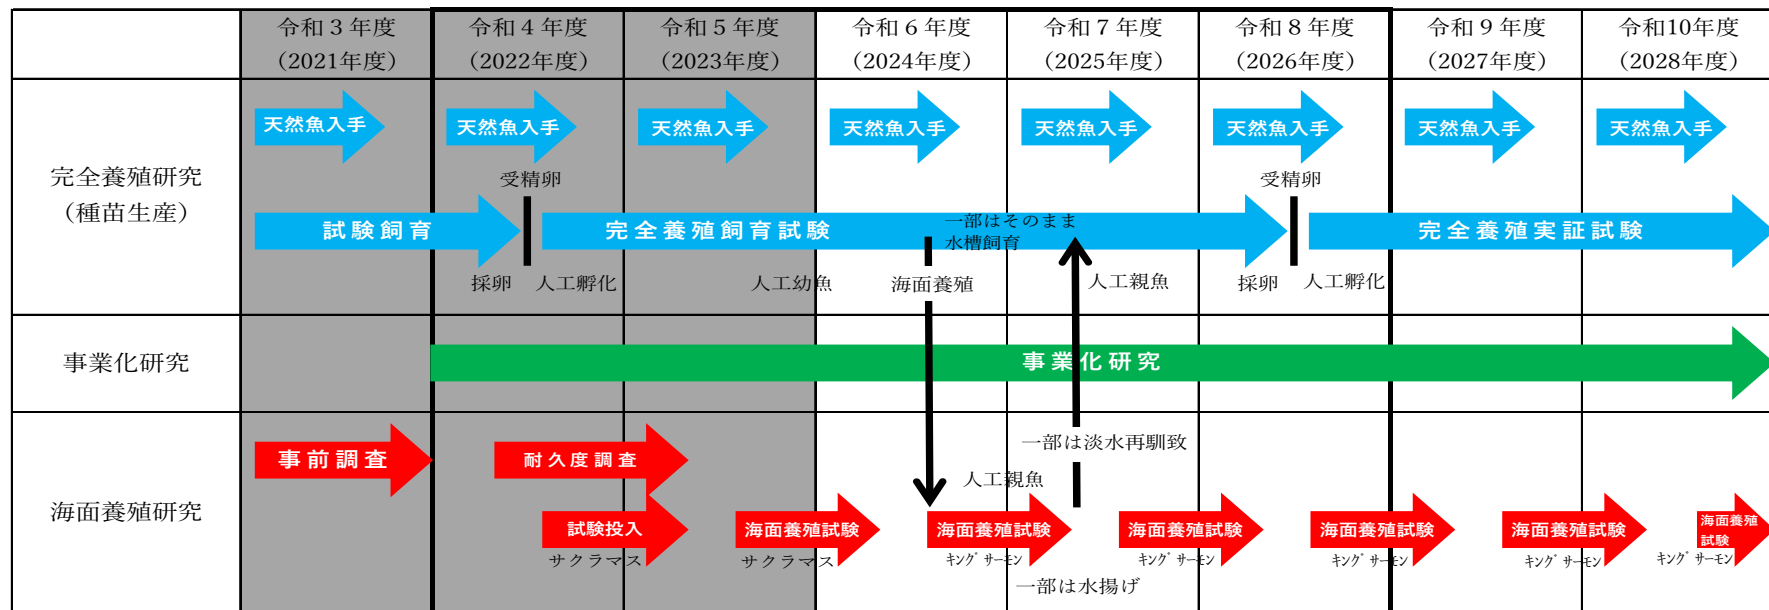 令和３年度
（2021年度）
令和４年度
（2022年度）
令和５年度
（2023年度）
令和６年度
（2024年度）
令和７年度
（2025年度）
令和８年度
（2026年度）
令和９年度
（2027年度）
令和10年度
（2028年度）
完全養殖研究
（種苗生産）
天然魚入手
天然魚入手
天然魚入手
天然魚入手
天然魚入手
天然魚入手
天然魚入手
天然魚入手
受精卵
受精卵
試験飼育
完全養殖飼育試験
一部はそのまま
水槽飼育
完全養殖実証試験
採卵
人工孵化
人工幼魚
海面養殖
人工親魚
採卵
人工孵化
事業化研究
事業化研究
海面養殖研究
事前調査
耐久度調査
一部は淡水再馴致
人工親魚
試験投入
海面養殖試験
海面養殖試験
海面養殖試験
海面養殖試験
海面養殖試験
海面養殖
試験
サクラマス
サクラマス
ｷﾝｸﾞｻｰﾓﾝ
ｷﾝｸﾞｻｰﾓﾝ
ｷﾝｸﾞｻｰﾓﾝ
ｷﾝｸﾞｻｰﾓﾝ
ｷﾝｸﾞｻｰﾓﾝ
一部は水揚げ